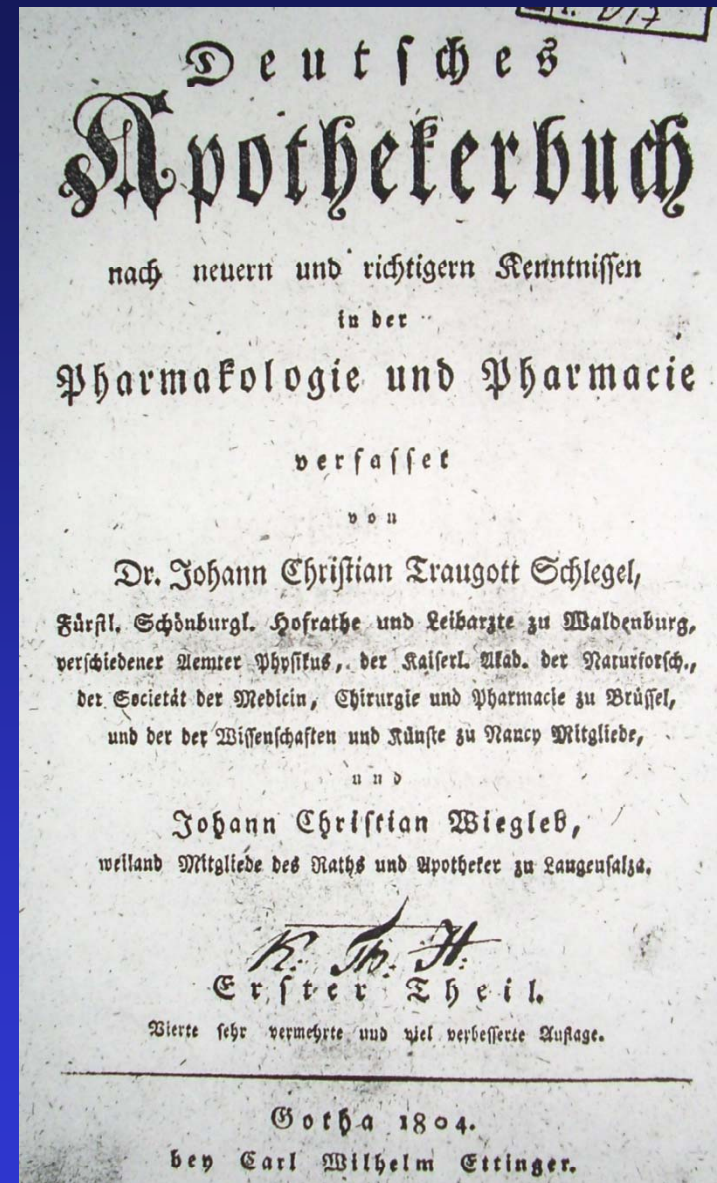 Deutsches
Apothekerbuch
nach neuern und richtigern Kenntnissen
in der
Pharmakologie und Pharmacie
verfasset
von
Dr. Johann Christian Traugott Schlegel,
Fürstl. Schönburgl. Hofrathe und Leibarzte zu Waldenburg,
verschiedener Aemter Physikus, der Kaiserl. Akad. der Naturforsch.,
der Societät der Medicin, Chirurgie und Pharmacie zu Brüssel,
und der der Wissenschaften und Künste zu Nancy Mitgliede,
und
Johann Christian Wiegleb,
weiland Mitgliede des Raths und Apotheker zu Langensalza.
K. Th. H.
Erster Theil.
Vierte sehr vermehrte und viel verbesserte Auflage.
Gotha 1804.
bey Carl Wilhelm Ettinger.